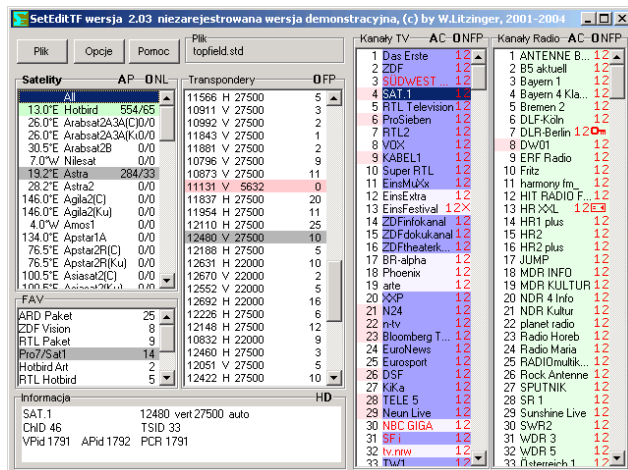 SetEditTF wersja 2.03 niezarejestrowana wersja demonstracyjna, (c) by W.Litzinger, 2001-2004
Plik
Opcje
Pomoc
Plik
topfield.std
Satelity AP ONL
All
13.0°E Hotbird 554/65
26.0°E Arabsat2A3A(C)0/0
26.0°E Arabsat2A3A(Ku)0/0
30.5°E Arabsat2B 0/0
7.0°W Nilesat 0/0
19.2°E Astra 284/33
28.2°E Astra2 0/0
146.0°E Agila2(C) 0/0
146.0°E Agila2(Ku) 0/0
4.0°W Amos1 0/0
134.0°E Apstar1A 0/0
76.5°E Apstar2R(C) 0/0
76.5°E Apstar2R(Ku) 0/0
100.5°E Asiasat2(C) 0/0
100.5°E Asiasat2(Ku) 0/0
FAV
ARD Paket 25
ZDF Vision 8
RTL Paket 9
Pro7/Sat1 14
Hotbird Art 2
RTL Hotbird 5
Transpondery OFP
11566 H 27500 5
10911 V 27500 3
10992 V 27500 2
11843 V 27500 1
11881 V 27500 2
10796 V 27500 9
10873 V 27500 11
11131 V 5632 0
11837 H 27500 20
11954 H 27500 11
12110 H 27500 25
12480 V 27500 10
12188 H 27500 5
12631 H 22000 10
12670 V 22000 2
12552 V 22000 5
12692 H 22000 16
12226 H 27500 6
12148 H 27500 12
10832 H 22000 9
12460 H 27500 3
12051 V 27500 5
12422 H 27500 10
Informacja HD-
SAT.1 12480 vert 27500 auto
ChID 46 TSID 33
VPid 1791 APid 1792 PCR 1791
Kanały TV AC ONFP
1 Das Erste 12
2 ZDF 12
3 SÜDWEST ... 12
4 SAT.1 12
5 RTL Television 12
6 ProSieben 12
7 RTL2 12
8 VOX 12
9 KABEL1 12
10 Super RTL 12
11 EinsMuXx 12
12 EinsExtra 12
13 EinsFestival 12X
14 ZDFinfokanal 12
15 ZDFdokukanal 12
16 ZDFtheaterk... 12
17 BR-alpha 12
18 Phoenix 12
19 arte 12
20 XXP 12
21 N24 12
22 n-tv 12
23 Bloomberg T... 12
24 EuroNews 12
25 Eurosport 12
26 DSF 12
27 KiKa 12
28 TELE 5 12
29 Neun Live 12
30 NBC GIGA 12
31 SF i 12
32 tv.nrw 12
33 TW1 12
Kanały Radio AC ONFP
1 ANTENNE B... 12
2 B5 aktuell 12
3 Bayern 1 12
4 Bayern 4 Kla... 12
5 Bremen 2 12
6 DLF-Köln 12
7 DLR-Berlin 12
8 DW01 12
9 ERF Radio 12
10 Fritz 12
11 harmony fm_ 12
12 HIT RADIO F... 12
13 HR XXL 12
14 HR1 plus 12
15 HR2 12
16 HR2 plus 12
17 JUMP 12
18 MDR INFO 12
19 MDR KULTUR 12
20 NDR 4 Info 12
21 NDR Kultur 12
22 planet radio 12
23 Radio Horeb 12
24 Radio Maria 12
25 RADIOmultik... 12
26 Rock Antenne 12
27 SPUTNIK 12
28 SR 1 12
29 Sunshine Live 12
30 SWR2 12
31 WDR 3 12
32 WDR 5 12
33 Österreich 1 12